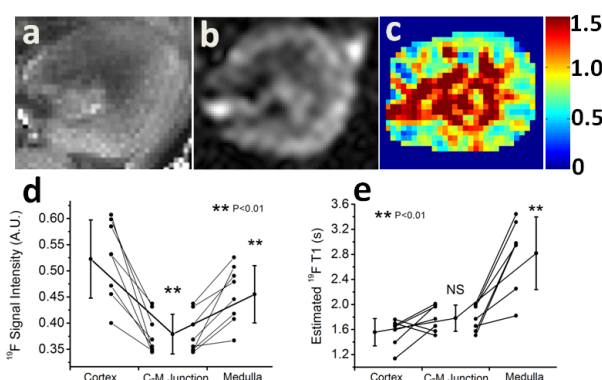 a
b
c
1.5
1.0
0.5
0
d
e
** P<0.01
** P<0.01
**
**
**
NS
0.60
0.55
0.50
0.45
0.40
0.35
3.6
3.2
2.8
2.4
2.0
1.6
1.2
¹⁹F Signal Intensity (A.U.)
Estimated ¹⁹F T1 (s)
Cortex C-M Junction Medulla
Cortex C-M Junction Medulla